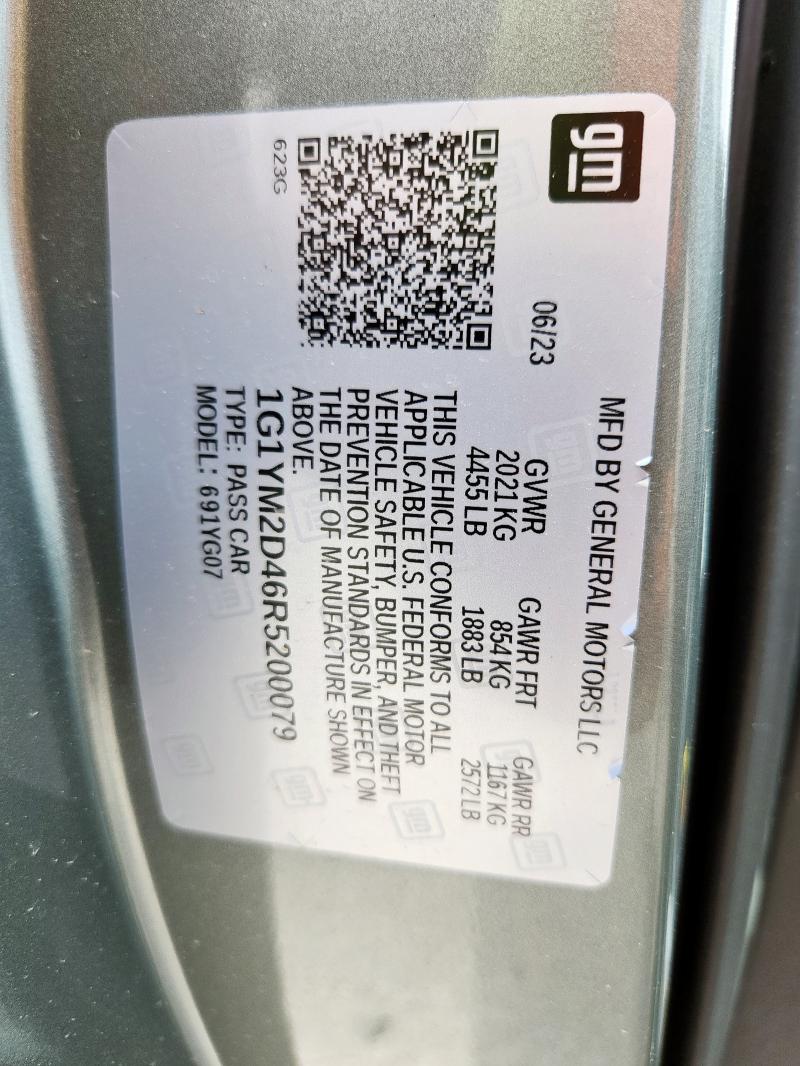 gm
MFD BY GENERAL MOTORS LLC
06/23
GVWR GAWR FRT GAWR RR
2021 KG 854 KG 1167 KG
4455 LB 1883 LB 2572 LB
THIS VEHICLE CONFORMS TO ALL
APPLICABLE U.S. FEDERAL MOTOR
VEHICLE SAFETY, BUMPER, AND THEFT
PREVENTION STANDARDS IN EFFECT ON
THE DATE OF MANUFACTURE SHOWN
ABOVE.
623G
1G1YM2D46R5200079
TYPE: PASS CAR
MODEL: 691YG07